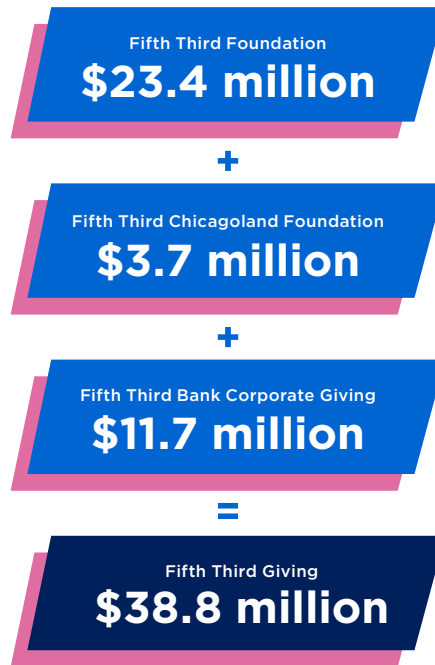 Fifth Third Foundation
$23.4 million
+
Fifth Third Chicagoland Foundation
$3.7 million
+
Fifth Third Bank Corporate Giving
$11.7 million
=
Fifth Third Giving
$38.8 million